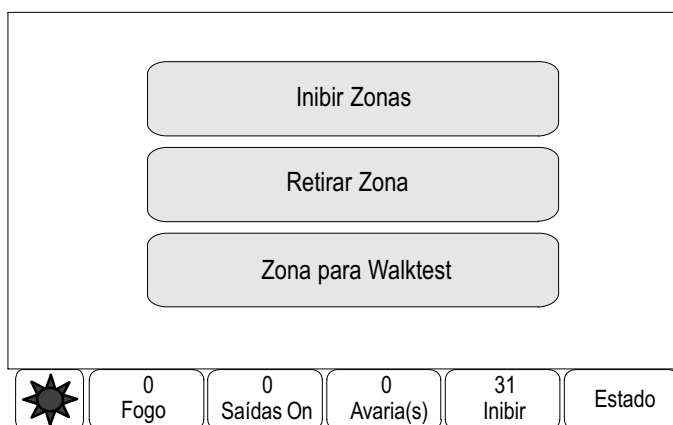 Inibir Zonas
Retirar Zona
Zona para Walktest
0
Fogo
0
Saídas On
0
Avaria(s)
31
Inibir
Estado